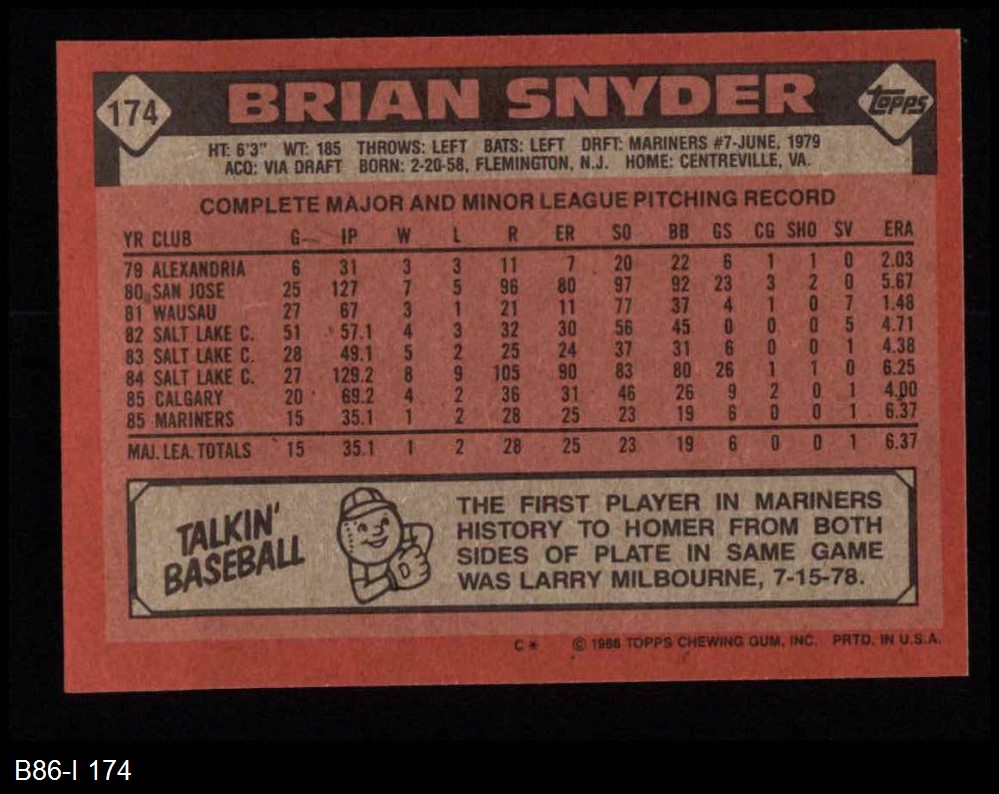 174 BRIAN SNYDER topps
HT: 6'3" WT: 185 THROWS: LEFT BATS: LEFT DRFT: MARINERS #7-JUNE, 1979
ACQ: VIA DRAFT BORN: 2-20-58, FLEMINGTON, N.J. HOME: CENTREVILLE, VA.
COMPLETE MAJOR AND MINOR LEAGUE PITCHING RECORD
YR CLUB G IP W L R ER SO BB GS CG SHO SV ERA
79 ALEXANDRIA 6 31 3 3 11 7 20 22 6 1 1 0 2.03
80 SAN JOSE 25 127 7 5 96 80 97 92 23 3 2 0 5.67
81 WAUSAU 27 67 3 1 21 11 77 37 4 1 0 7 1.48
82 SALT LAKE C. 51 57.1 4 3 32 30 56 45 0 0 0 5 4.71
83 SALT LAKE C. 28 49.1 5 2 25 24 37 31 6 0 0 1 4.38
84 SALT LAKE C. 27 129.2 8 9 105 90 83 80 26 1 1 0 6.25
85 CALGARY 20 69.2 4 2 36 31 46 26 9 2 0 1 4.00
85 MARINERS 15 35.1 1 2 28 25 23 19 6 0 0 1 6.37
MAJ. LEA. TOTALS 15 35.1 1 2 28 25 23 19 6 0 0 1 6.37
TALKIN'
BASEBALL
THE FIRST PLAYER IN MARINERS
HISTORY TO HOMER FROM BOTH
SIDES OF PLATE IN SAME GAME
WAS LARRY MILBOURNE, 7-15-78.
C* © 1986 TOPPS CHEWING GUM, INC. PRTD. IN U.S.A.
B86-I 174